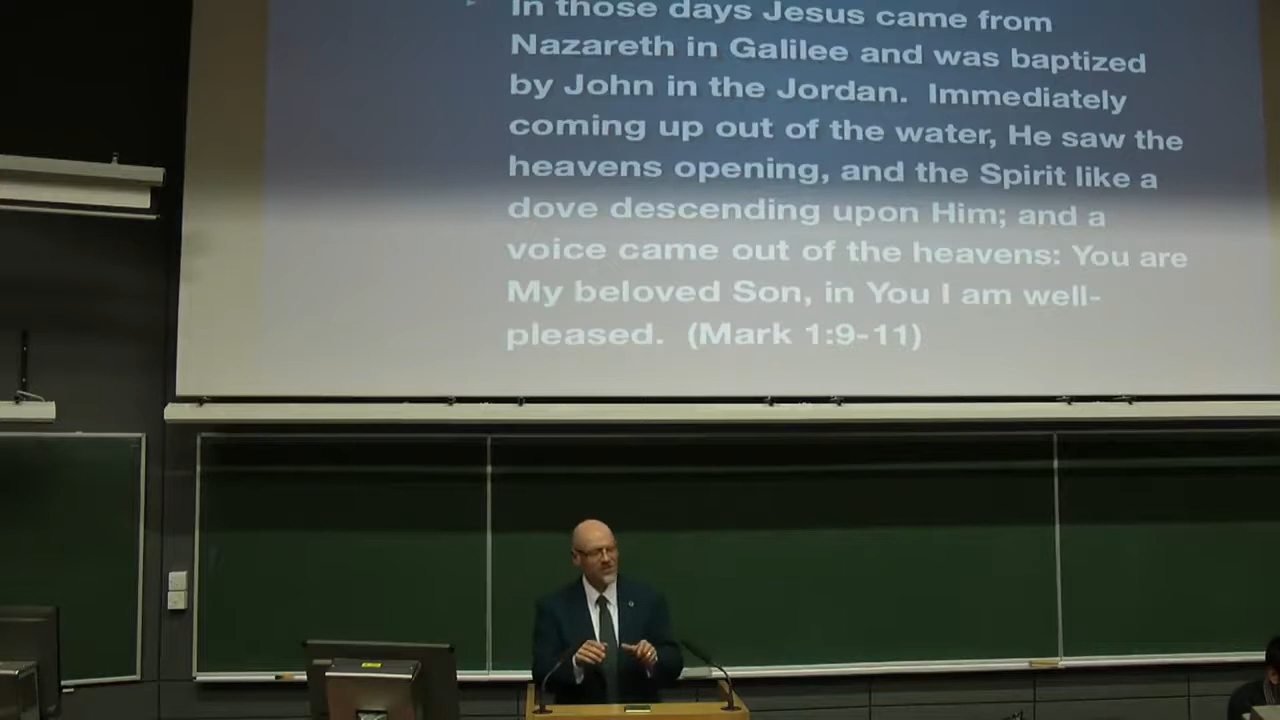 In those days Jesus came from
Nazareth in Galilee and was baptized
by John in the Jordan.  Immediately
coming up out of the water, He saw the
heavens opening, and the Spirit like a
dove descending upon Him; and a
voice came out of the heavens: You are
My beloved Son, in You I am well-
pleased.  (Mark 1:9-11)